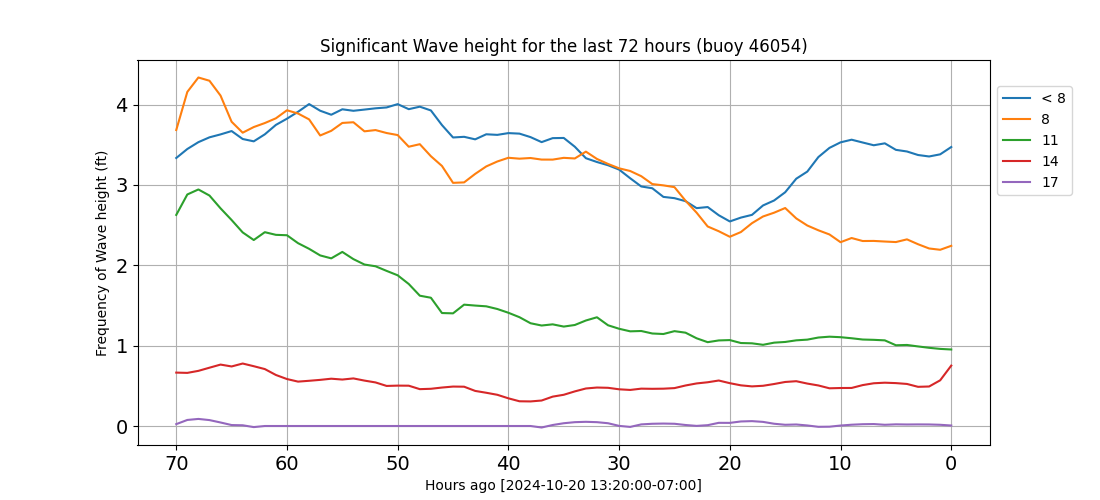 Significant Wave height for the last 72 hours (buoy 46054)
< 8
8
11
14
17
Frequency of Wave height (ft)
4
3
2
1
0
70 60 50 40 30 20 10 0
Hours ago [2024-10-20 13:20:00-07:00]